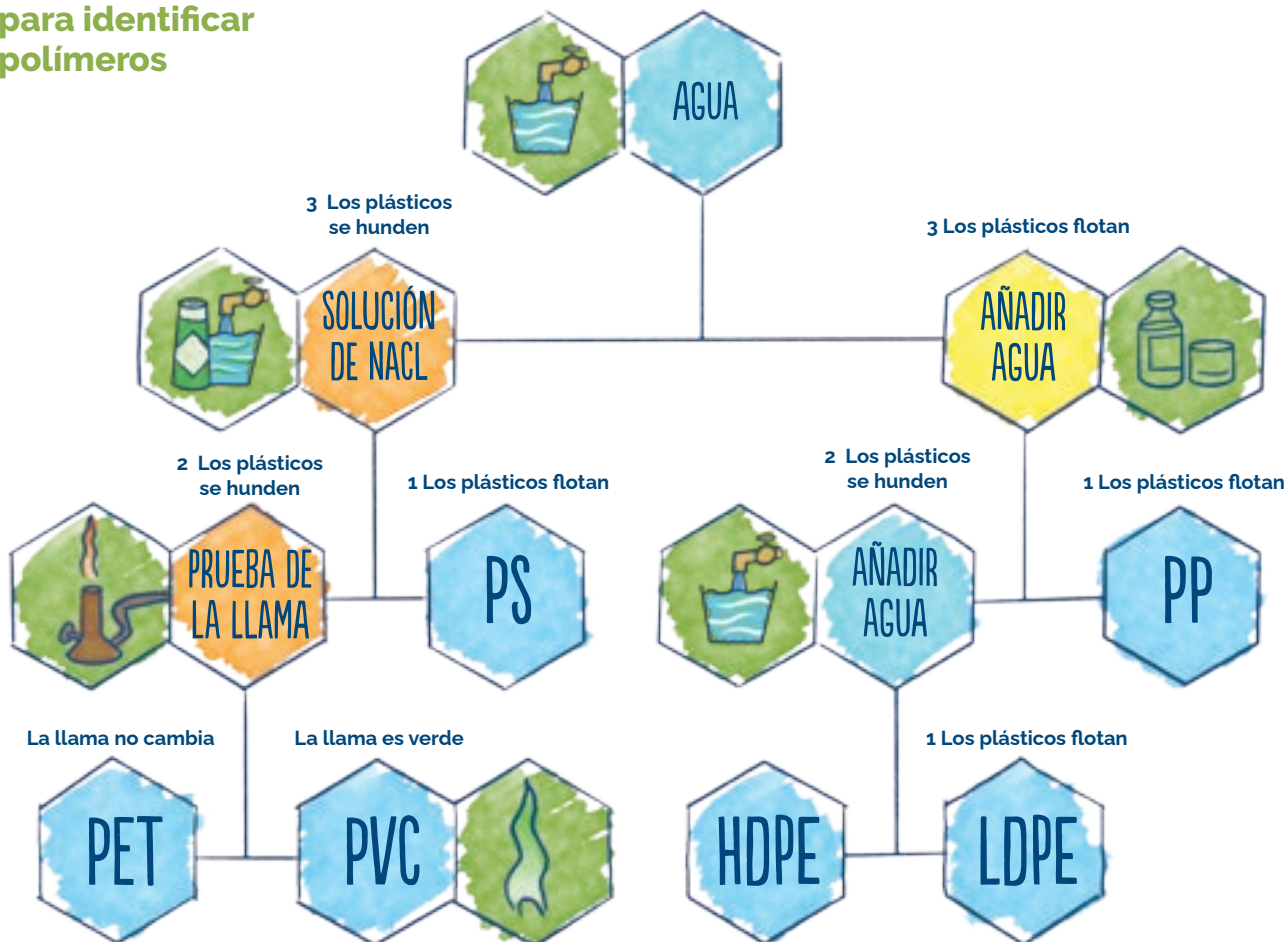 para identificar
polímeros
AGUA
3 Los plásticos
se hunden
3 Los plásticos flotan
SOLUCIÓN
DE NACL
AÑADIR
AGUA
2 Los plásticos
se hunden
1 Los plásticos flotan
2 Los plásticos
se hunden
1 Los plásticos flotan
PRUEBA DE
LA LLAMA
PS
AÑADIR
AGUA
PP
La llama no cambia
La llama es verde
1 Los plásticos flotan
PET
PVC
HDPE
LDPE